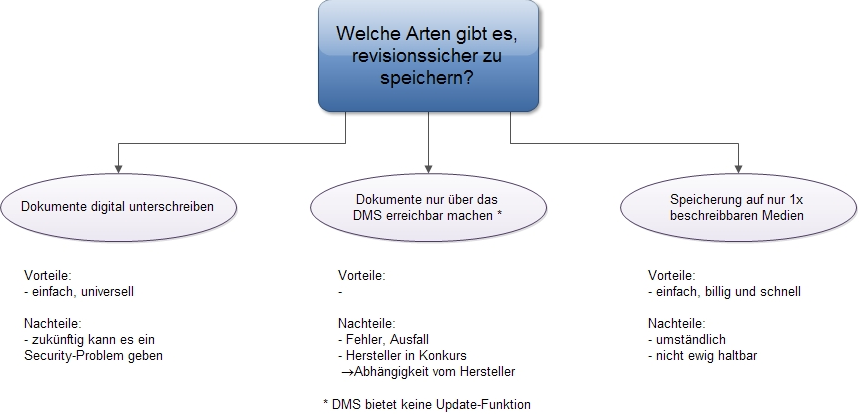 Welche Arten gibt es,
revisionssicher zu
speichern?
Dokumente digital unterschreiben
Dokumente nur über das
DMS erreichbar machen *
Speicherung auf nur 1x
beschreibbaren Medien
Vorteile:
- einfach, universell
Nachteile:
- zukünftig kann es ein
Security-Problem geben
Vorteile:
-
Nachteile:
- Fehler, Ausfall
- Hersteller in Konkurs
→Abhängigkeit vom Hersteller
* DMS bietet keine Update-Funktion
Vorteile:
- einfach, billig und schnell
Nachteile:
- umständlich
- nicht ewig haltbar